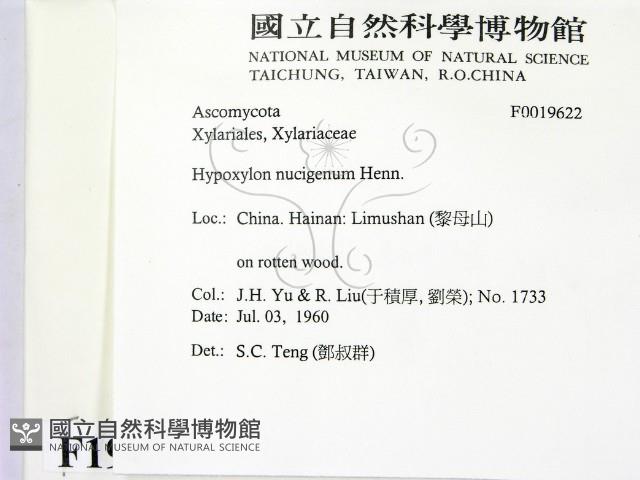 國立自然科學博物館
NATIONAL MUSEUM OF NATURAL SCIENCE
TAICHUNG, TAIWAN, R.O.CHINA
Ascomycota F0019622
Xylariales, Xylariaceae
Hypoxylon nucigenum Henn.
Loc.: China. Hainan: Limushan (黎母山)
on rotten wood.
Col.: J.H. Yu & R. Liu(于積厚, 劉榮); No. 1733
Date: Jul. 03, 1960
Det.: S.C. Teng (鄧叔群)
國立自然科學博物館
NATIONAL MUSEUM OF NATURAL SCIENCE